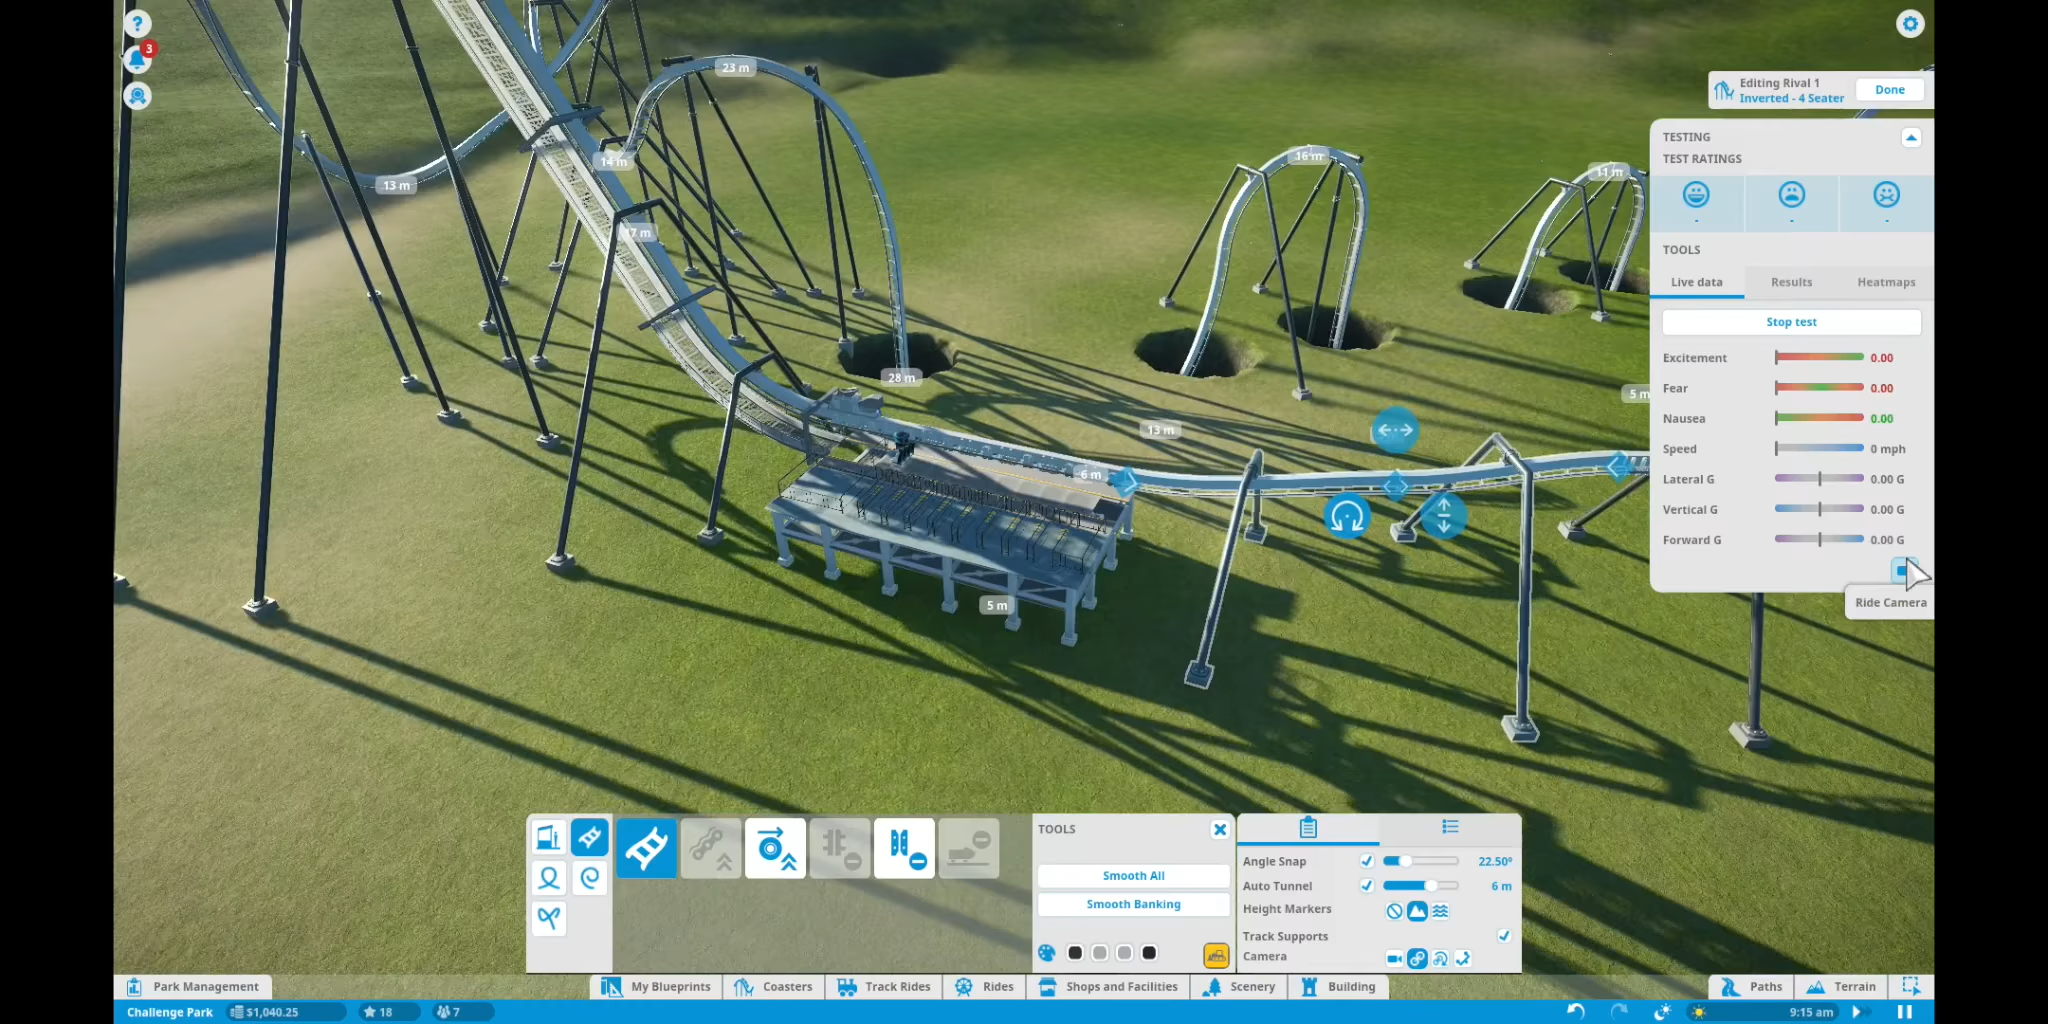 ?
3
Editing Rival 1
Inverted - 4 Seater
Done
TESTING
TEST RATINGS
-
-
-
TOOLS
Live data
Results
Heatmaps
Stop test
Excitement
0.00
Fear
0.00
Nausea
0.00
Speed
0 mph
Lateral G
0.00 G
Vertical G
0.00 G
Forward G
0.00 G
Ride Camera
23 m
14 m
13 m
17 m
16 m
11 m
28 m
5 m
13 m
6 m
5 m
TOOLS
Smooth All
Smooth Banking
Angle Snap
22.50°
Auto Tunnel
6 m
Height Markers
Track Supports
Camera
Park Management
My Blueprints
Coasters
Track Rides
Rides
Shops and Facilities
Scenery
Building
Paths
Terrain
Challenge Park
$1,040.25
18
7
9:15 am